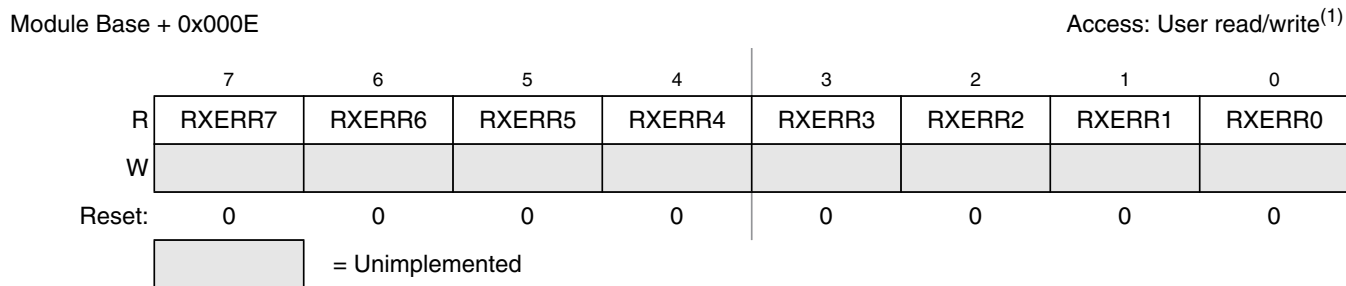 Module Base + 0x000E Access: User read/write(1)
7 6 5 4 3 2 1 0
R RXERR7 RXERR6 RXERR5 RXERR4 RXERR3 RXERR2 RXERR1 RXERR0
W
Reset: 0 0 0 0 0 0 0 0
= Unimplemented